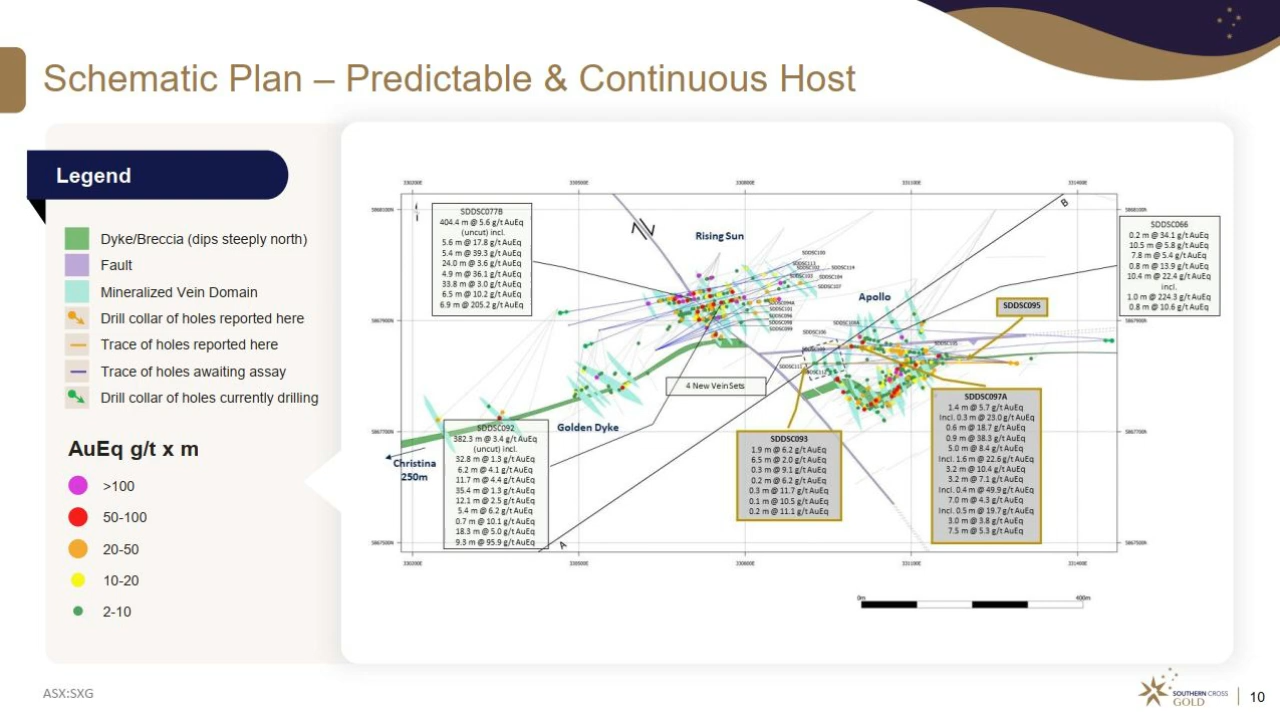 Schematic Plan – Predictable & Continuous Host
Legend
Dyke/Breccia (dips steeply north)
Fault
Mineralized Vein Domain
Drill collar of holes reported here
Trace of holes reported here
Trace of holes awaiting assay
Drill collar of holes currently drilling
AuEq g/t x m
>100
50-100
20-50
10-20
2-10
330200E
330500E
330800E
331100E
331400E
SDDSC077B
404.4 m @ 5.6 g/t AuEq
(uncut) incl.
5.6 m @ 17.8 g/t AuEq
5.4 m @ 39.3 g/t AuEq
24.0 m @ 3.6 g/t AuEq
4.9 m @ 36.1 g/t AuEq
33.8 m @ 3.0 g/t AuEq
6.5 m @ 10.2 g/t AuEq
6.9 m @ 205.2 g/t AuEq
Rising Sun
B
SDDSC066
0.2 m @ 34.1 g/t AuEq
10.5 m @ 5.8 g/t AuEq
7.8 m @ 5.4 g/t AuEq
0.8 m @ 13.9 g/t AuEq
10.4 m @ 22.4 g/t AuEq
incl.
1.0 m @ 224.3 g/t AuEq
0.8 m @ 10.6 g/t AuEq
Apollo
SDDSC095
4 New Vein Sets
Golden Dyke
Christina
250m
SDDSC092
382.3 m @ 3.4 g/t AuEq
(uncut) incl.
32.8 m @ 1.3 g/t AuEq
6.2 m @ 4.1 g/t AuEq
11.7 m @ 4.4 g/t AuEq
35.4 m @ 1.3 g/t AuEq
12.1 m @ 2.5 g/t AuEq
5.4 m @ 6.2 g/t AuEq
0.7 m @ 10.1 g/t AuEq
18.3 m @ 5.0 g/t AuEq
9.3 m @ 95.9 g/t AuEq
A
SDDSC093
1.9 m @ 6.2 g/t AuEq
6.5 m @ 2.0 g/t AuEq
0.3 m @ 9.1 g/t AuEq
0.2 m @ 6.2 g/t AuEq
0.3 m @ 11.7 g/t AuEq
0.1 m @ 10.5 g/t AuEq
0.2 m @ 11.1 g/t AuEq
SDDSC097A
1.4 m @ 5.7 g/t AuEq
Incl. 0.3 m @ 23.0 g/t AuEq
0.6 m @ 18.7 g/t AuEq
0.9 m @ 38.3 g/t AuEq
5.0 m @ 8.4 g/t AuEq
Incl. 1.6 m @ 22.6 g/t AuEq
3.2 m @ 10.4 g/t AuEq
3.2 m @ 7.1 g/t AuEq
Incl. 0.4 m @ 49.9 g/t AuEq
7.0 m @ 4.3 g/t AuEq
Incl. 0.5 m @ 19.7 g/t AuEq
3.0 m @ 3.8 g/t AuEq
7.5 m @ 5.3 g/t AuEq
0m
400m
ASX:SXG
SOUTHERN CROSS
GOLD
10